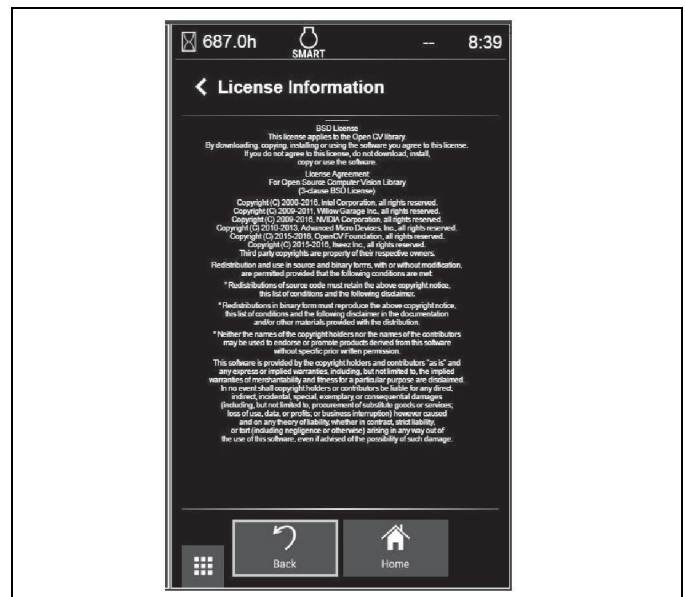 687.0h
SMART
--
8:39
License Information
BSD License
This license applies to the Open CV library.
By downloading, copying, installing or using the software you agree to this license.
If you do not agree to this license, do not download, install,
copy or use the software.
License Agreement
For Open Source Computer Vision Library
(3-clause BSD License)
Copyright (C) 2000-2016, Intel Corporation, all rights reserved.
Copyright (C) 2009-2011, Willow Garage Inc., all rights reserved.
Copyright (C) 2009-2016, NVIDIA Corporation, all rights reserved.
Copyright (C) 2010-2013, Advanced Micro Devices, Inc., all rights reserved.
Copyright (C) 2015-2016, OpenCV Foundation, all rights reserved.
Copyright (C) 2015-2016, Itseez Inc., all rights reserved.
Third party copyrights are property of their respective owners.
Redistribution and use in source and binary forms, with or without modification,
are permitted provided that the following conditions are met:
* Redistributions of source code must retain the above copyright notice,
this list of conditions and the following disclaimer.
* Redistributions in binary form must reproduce the above copyright notice,
this list of conditions and the following disclaimer in the documentation
and/or other materials provided with the distribution.
* Neither the names of the copyright holders nor the names of the contributors
may be used to endorse or promote products derived from this software
without specific prior written permission.
This software is provided by the copyright holders and contributors "as is" and
any express or implied warranties, including, but not limited to, the implied
warranties of merchantability and fitness for a particular purpose are disclaimed.
In no event shall copyright holders or contributors be liable for any direct,
indirect, incidental, special, exemplary or consequential damages
(including, but not limited to, procurement of substitute goods or services;
loss of use, data, or profits; or business interruption) however caused
and on any theory of liability, whether in contract, strict liability,
or tort (including negligence or otherwise) arising in any way out of
the use of this software, even if advised of the possibility of such damage.
Back
Home